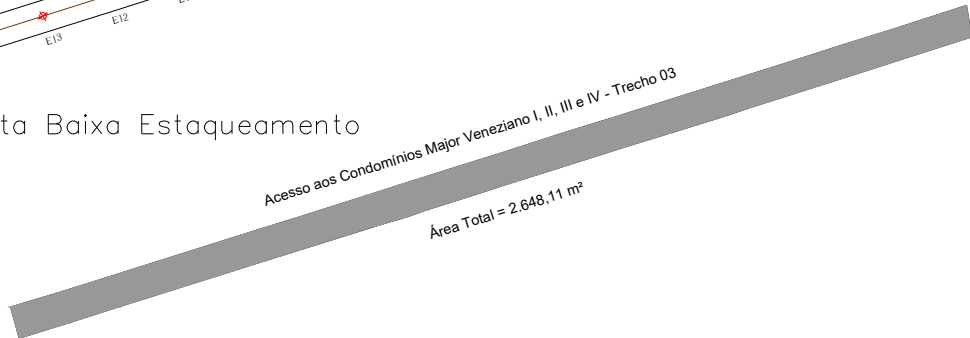 E13
E12
ta Baixa Estaqueamento
Acesso aos Condomínios Major Veneziano I, II, III e IV - Trecho 03
Área Total = 2.648,11 m²